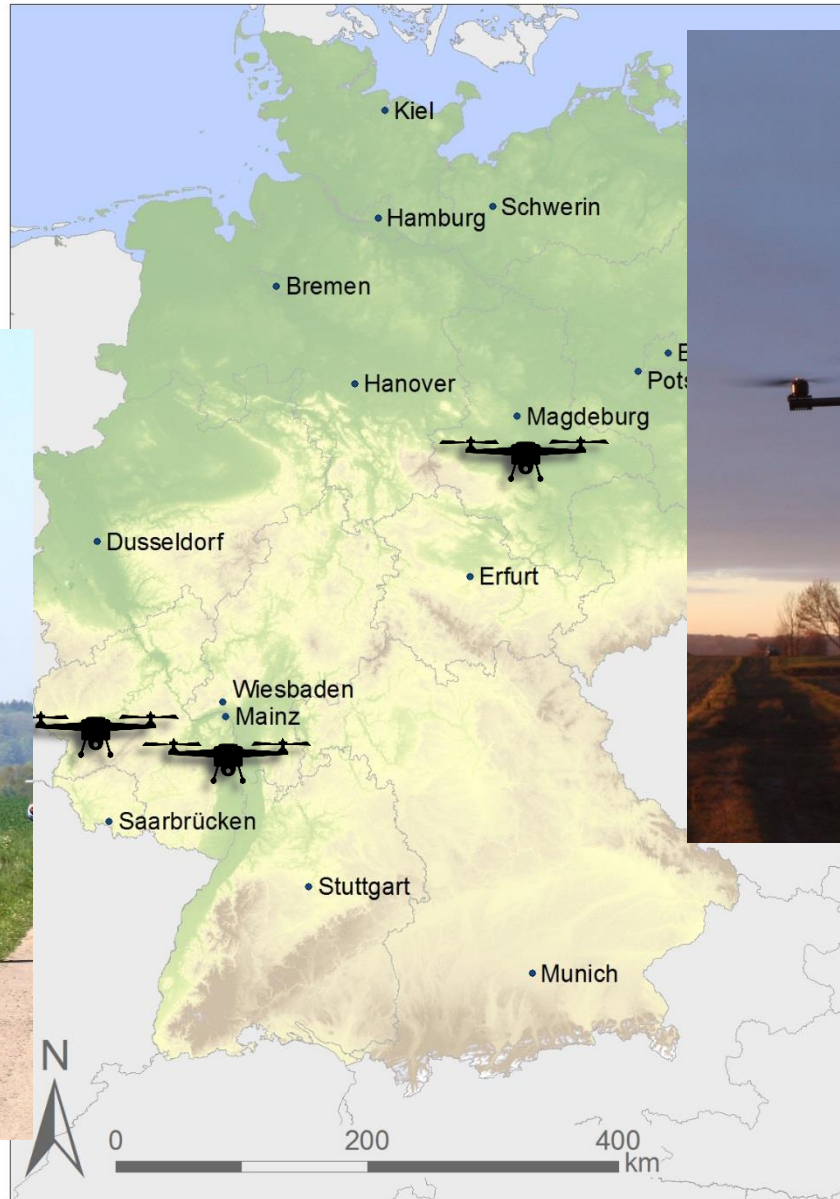 Kiel
Schwerin
Hamburg
Bremen
Hanover
Magdeburg
Dusseldorf
Erfurt
Wiesbaden
Mainz
Saarbrücken
Stuttgart
Munich
N
0 200 400
km